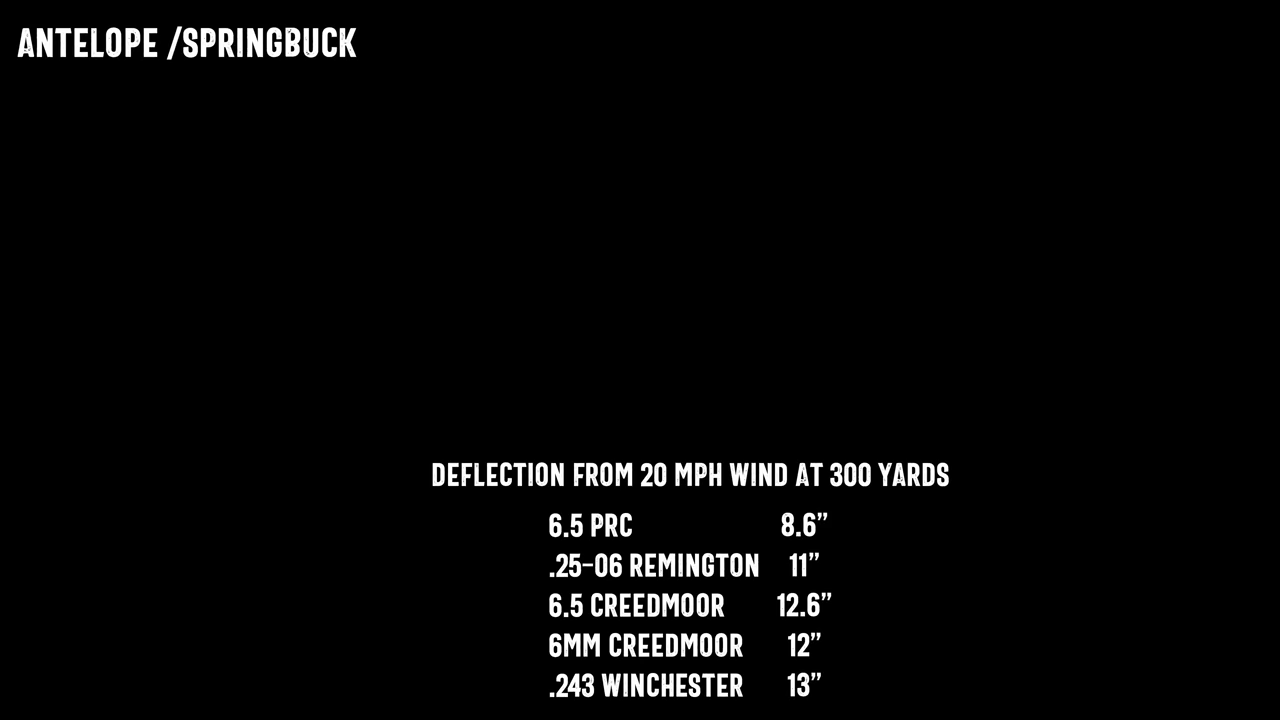 ANTELOPE /SPRINGBUCK
DEFLECTION FROM 20 MPH WIND AT 300 YARDS
6.5 PRC 8.6”
.25-06 REMINGTON 11”
6.5 CREEDMOOR 12.6”
6MM CREEDMOOR 12”
.243 WINCHESTER 13”